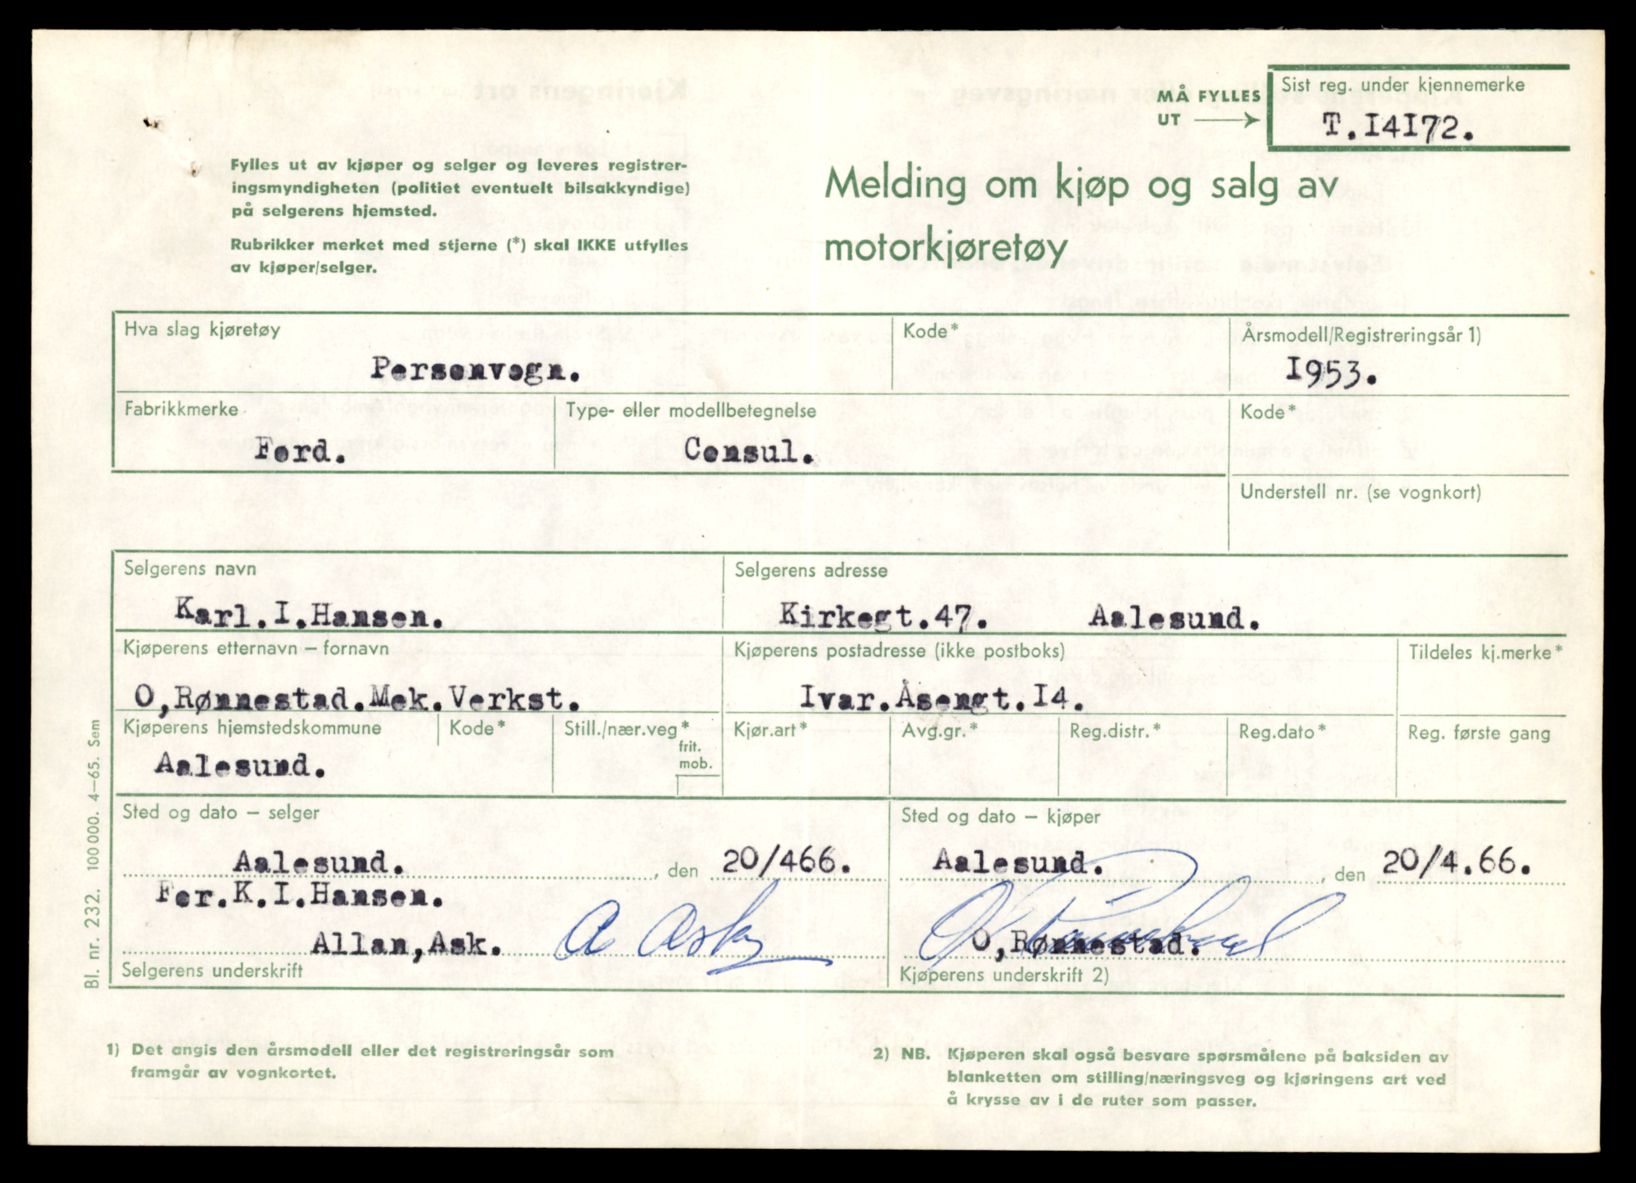 MÅ FYLLES
UT
Sist reg. under kjennemerke
T.I4I72.
Fylles ut av kjøper og selger og leveres registrer-
ingsmyndigheten (politiet eventuelt bilsakkyndige)
på selgerens hjemsted.
Rubrikker merket med stjerne (*) skal IKKE utfylles
av kjøper/selger.
Melding om kjøp og salg av
motorkjøretøy
Hva slag kjøretøy
Personvogn.
Kode*
Årsmodell/Registreringsår 1)
I953.
Fabrikkmerke
Ford.
Type- eller modellbetegnelse
Consul.
Kode*
Understell nr. (se vognkort)
Selgerens navn
Karl.I.Hansen.
Selgerens adresse
Kirkegt.47. Aalesund.
Kjøperens etternavn – fornavn
O,Rønnestad.Mek.Verkst.
Kjøperens postadresse (ikke postboks)
Ivar.Åsengt.I4.
Tildeles kj.merke*
Kjøperens hjemstedskommune
Aalesund.
Kode*
Still./nær.veg*
frit.
mob.
Kjør.art*
Avg.gr.*
Reg.distr.*
Reg.dato*
Reg. første gang
Sted og dato – selger
Aalesund. , den 20/466.
For.K.I.Hansen.
Allan,Ask. A Ask
Selgerens underskrift
Sted og dato – kjøper
Aalesund. , den 20/4.66.
O,Rønnestad.
Kjøperens underskrift 2)
Bl. nr. 232. 100 000. 4–65. Sem
1) Det angis den årsmodell eller det registreringsår som
framgår av vognkortet.
2) NB. Kjøperen skal også besvare spørsmålene på baksiden av
blanketten om stilling/næringsveg og kjøringens art ved
å krysse av i de ruter som passer.